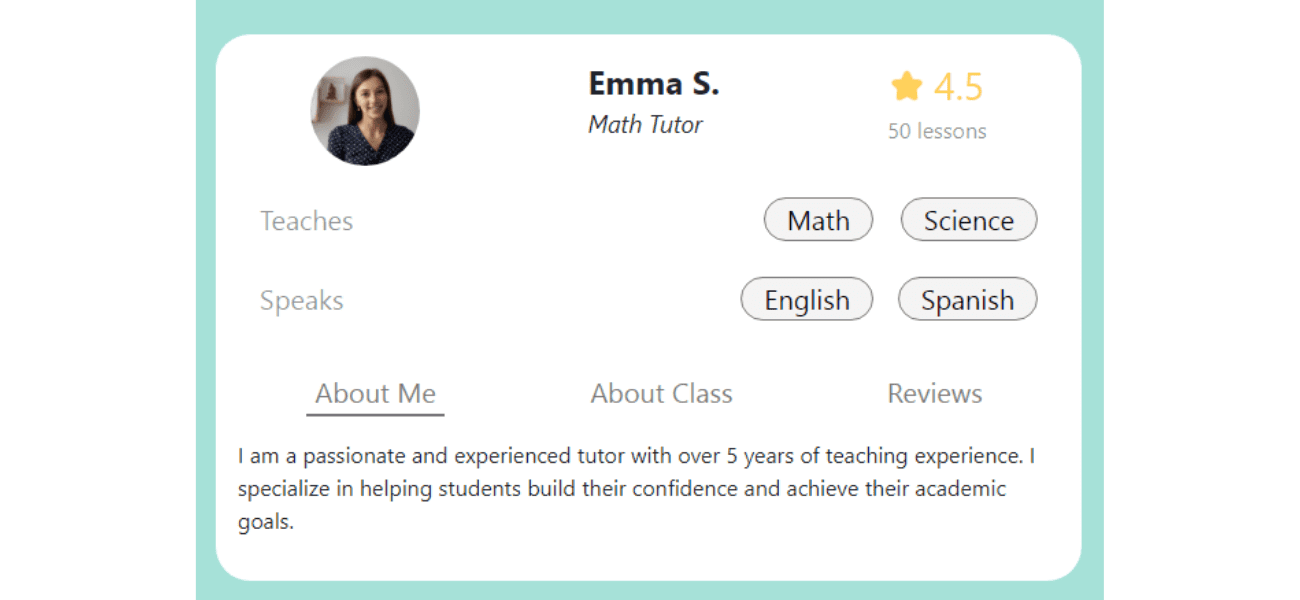 Emma S.
4.5
Math Tutor
50 lessons
Teaches
Math
Science
Speaks
English
Spanish
About Me
About Class
Reviews
I am a passionate and experienced tutor with over 5 years of teaching experience. I
specialize in helping students build their confidence and achieve their academic
goals.